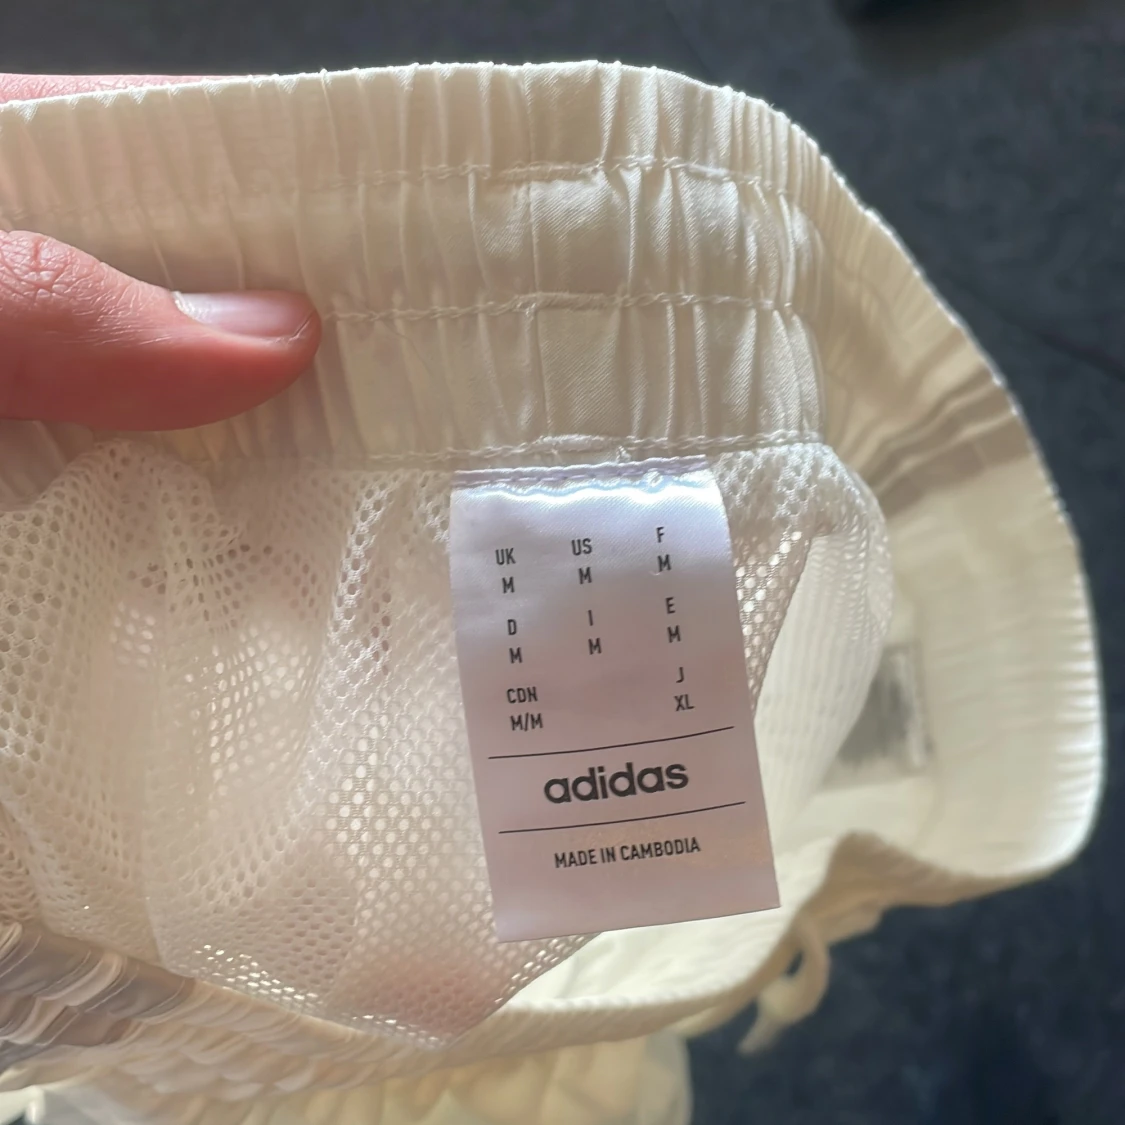 UK US F
M M M
D I E
M M M
CDN J
M/M XL
adidas
MADE IN CAMBODIA